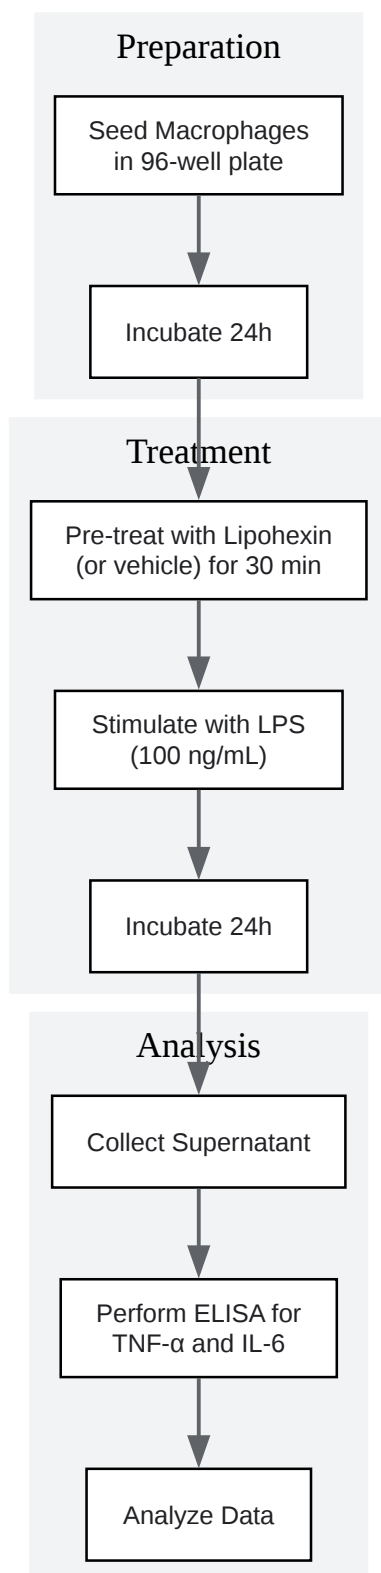 Preparation
Seed Macrophages
in 96-well plate
Incubate 24h
Treatment
Pre-treat with Lipohexin
(or vehicle) for 30 min
Stimulate with LPS
(100 ng/mL)
Incubate 24h
Analysis
Collect Supernatant
Perform ELISA for
TNF-α and IL-6
Analyze Data